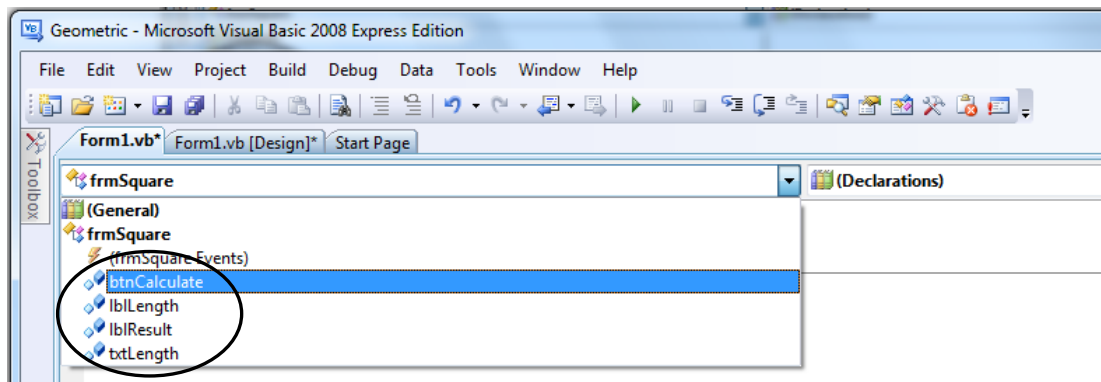 Geometric - Microsoft Visual Basic 2008 Express Edition
File Edit View Project Build Debug Data Tools Window Help
Form1.vb* Form1.vb [Design]* Start Page
Toolbox
frmSquare (Declarations)
(General)
frmSquare
(frmSquare Events)
btnCalculate
lblLength
lblResult
txtLength